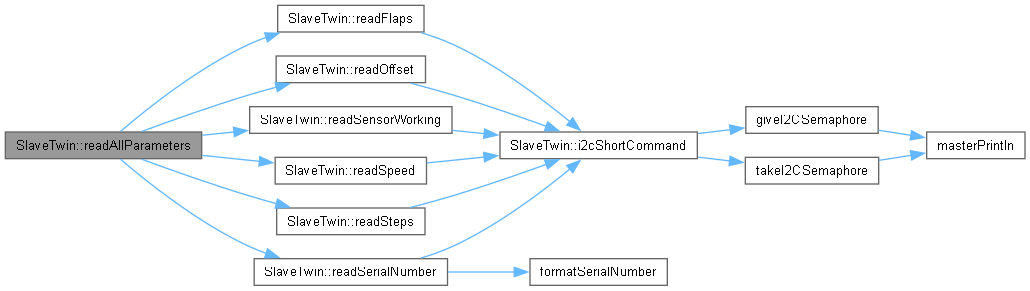 SlaveTwin::readAllParameters
SlaveTwin::readFlaps
SlaveTwin::readOffset
SlaveTwin::readSensorWorking
SlaveTwin::readSpeed
SlaveTwin::readSteps
SlaveTwin::readSerialNumber
SlaveTwin::i2cShortCommand
formatSerialNumber
giveI2CSemaphore
takeI2CSemaphore
masterPrintln